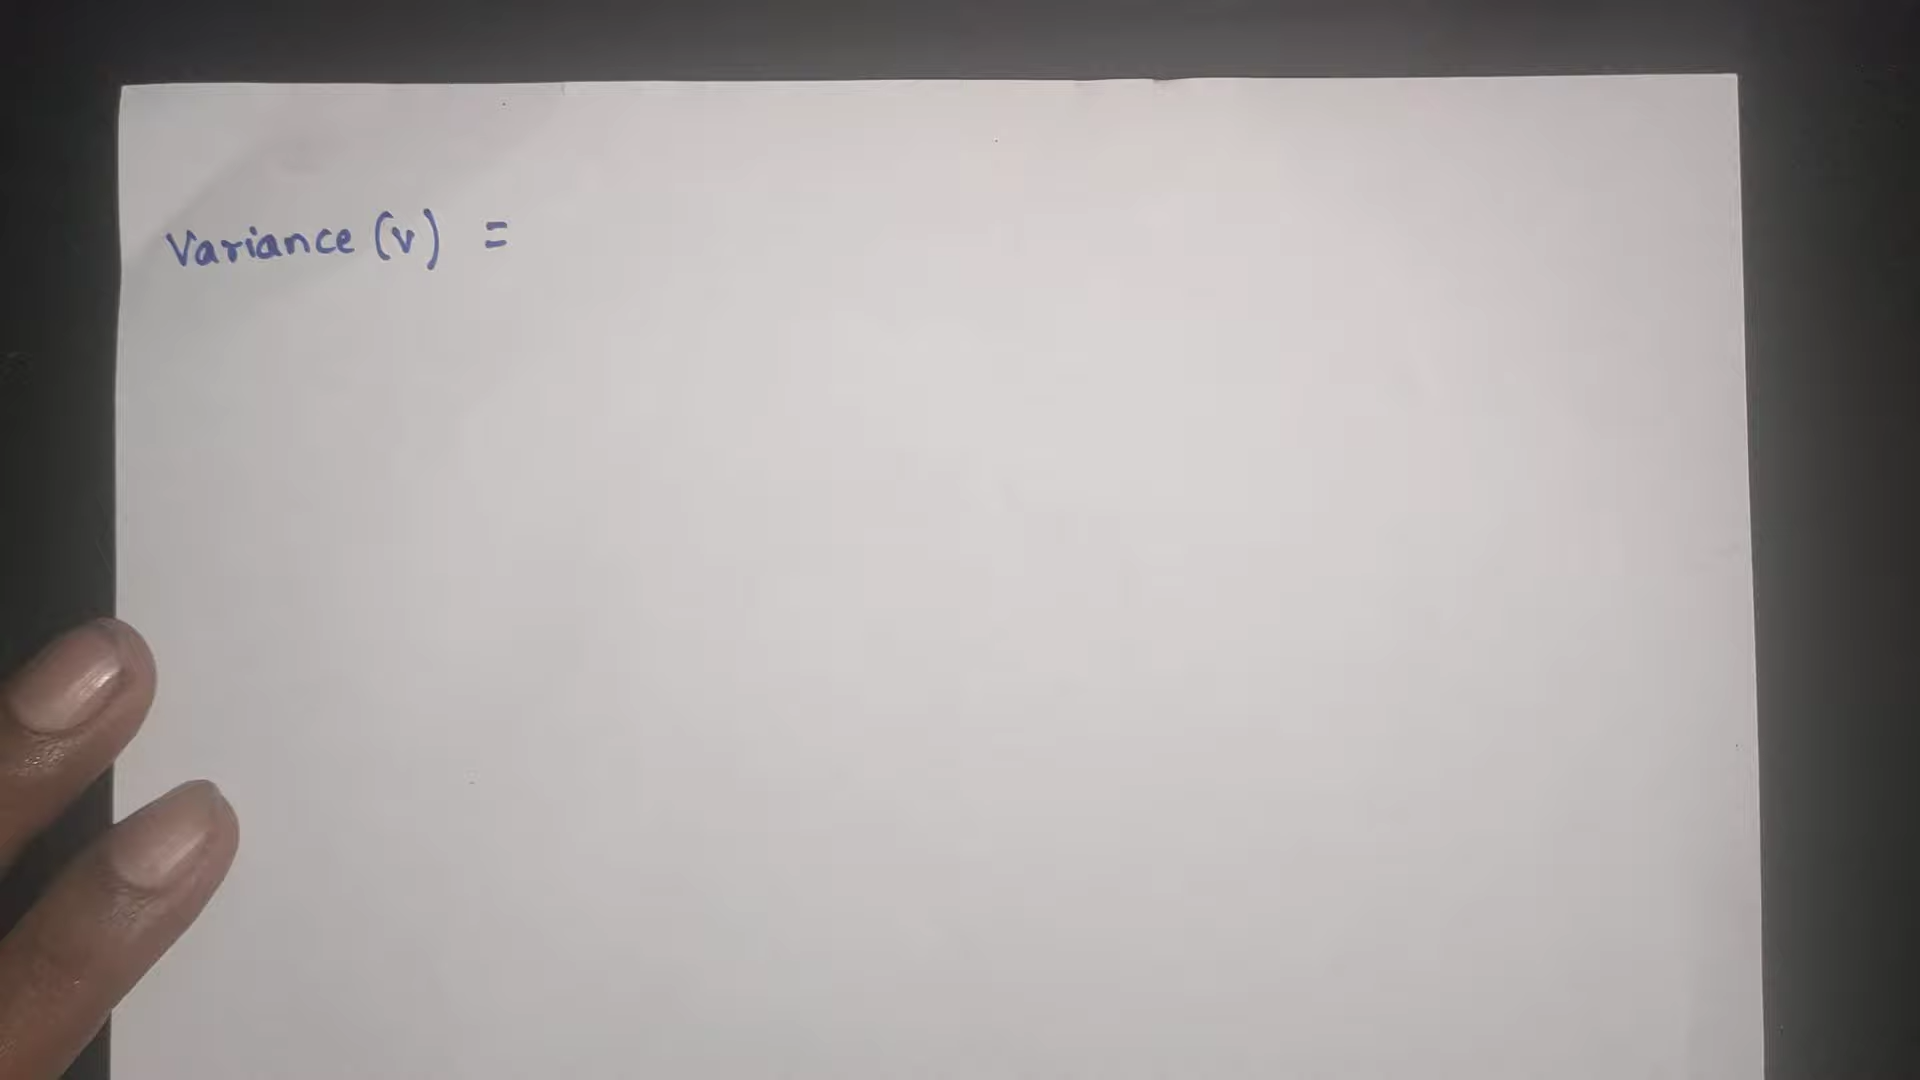 Variance (v) =